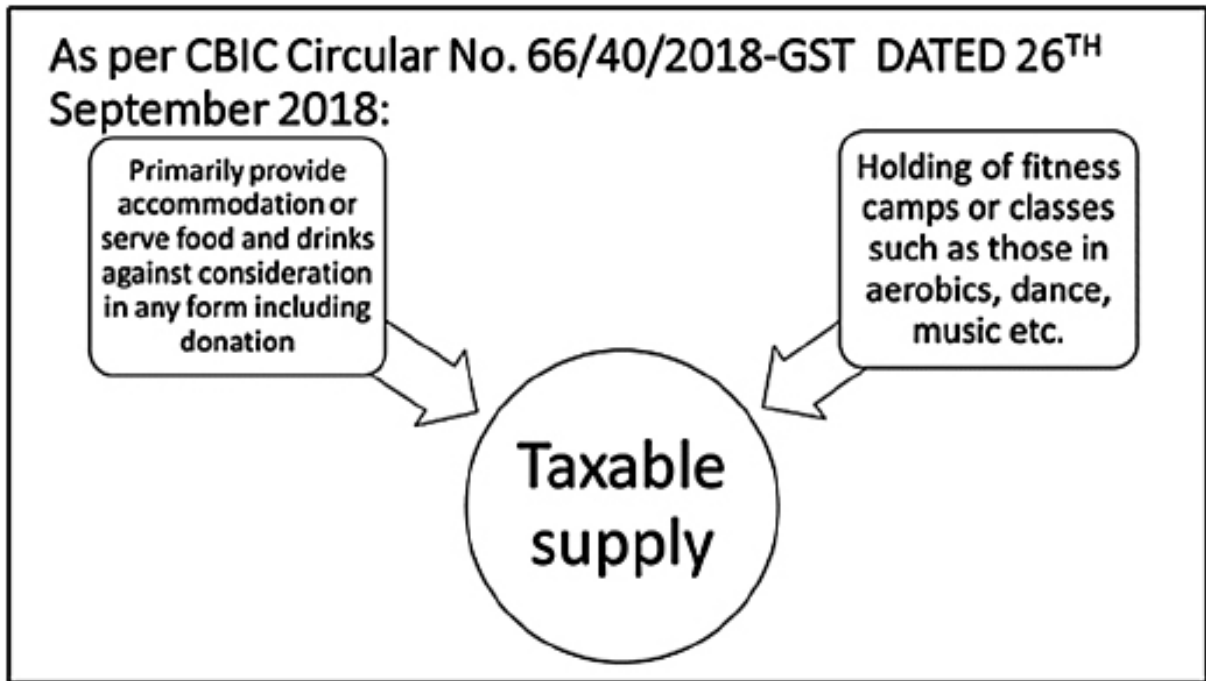 As per CBIC Circular No. 66/40/2018-GST DATED 26TH
September 2018:
Primarily provide
accommodation or
serve food and drinks
against consideration
in any form including
donation
Holding of fitness
camps or classes
such as those in
aerobics, dance,
music etc.
Taxable
supply